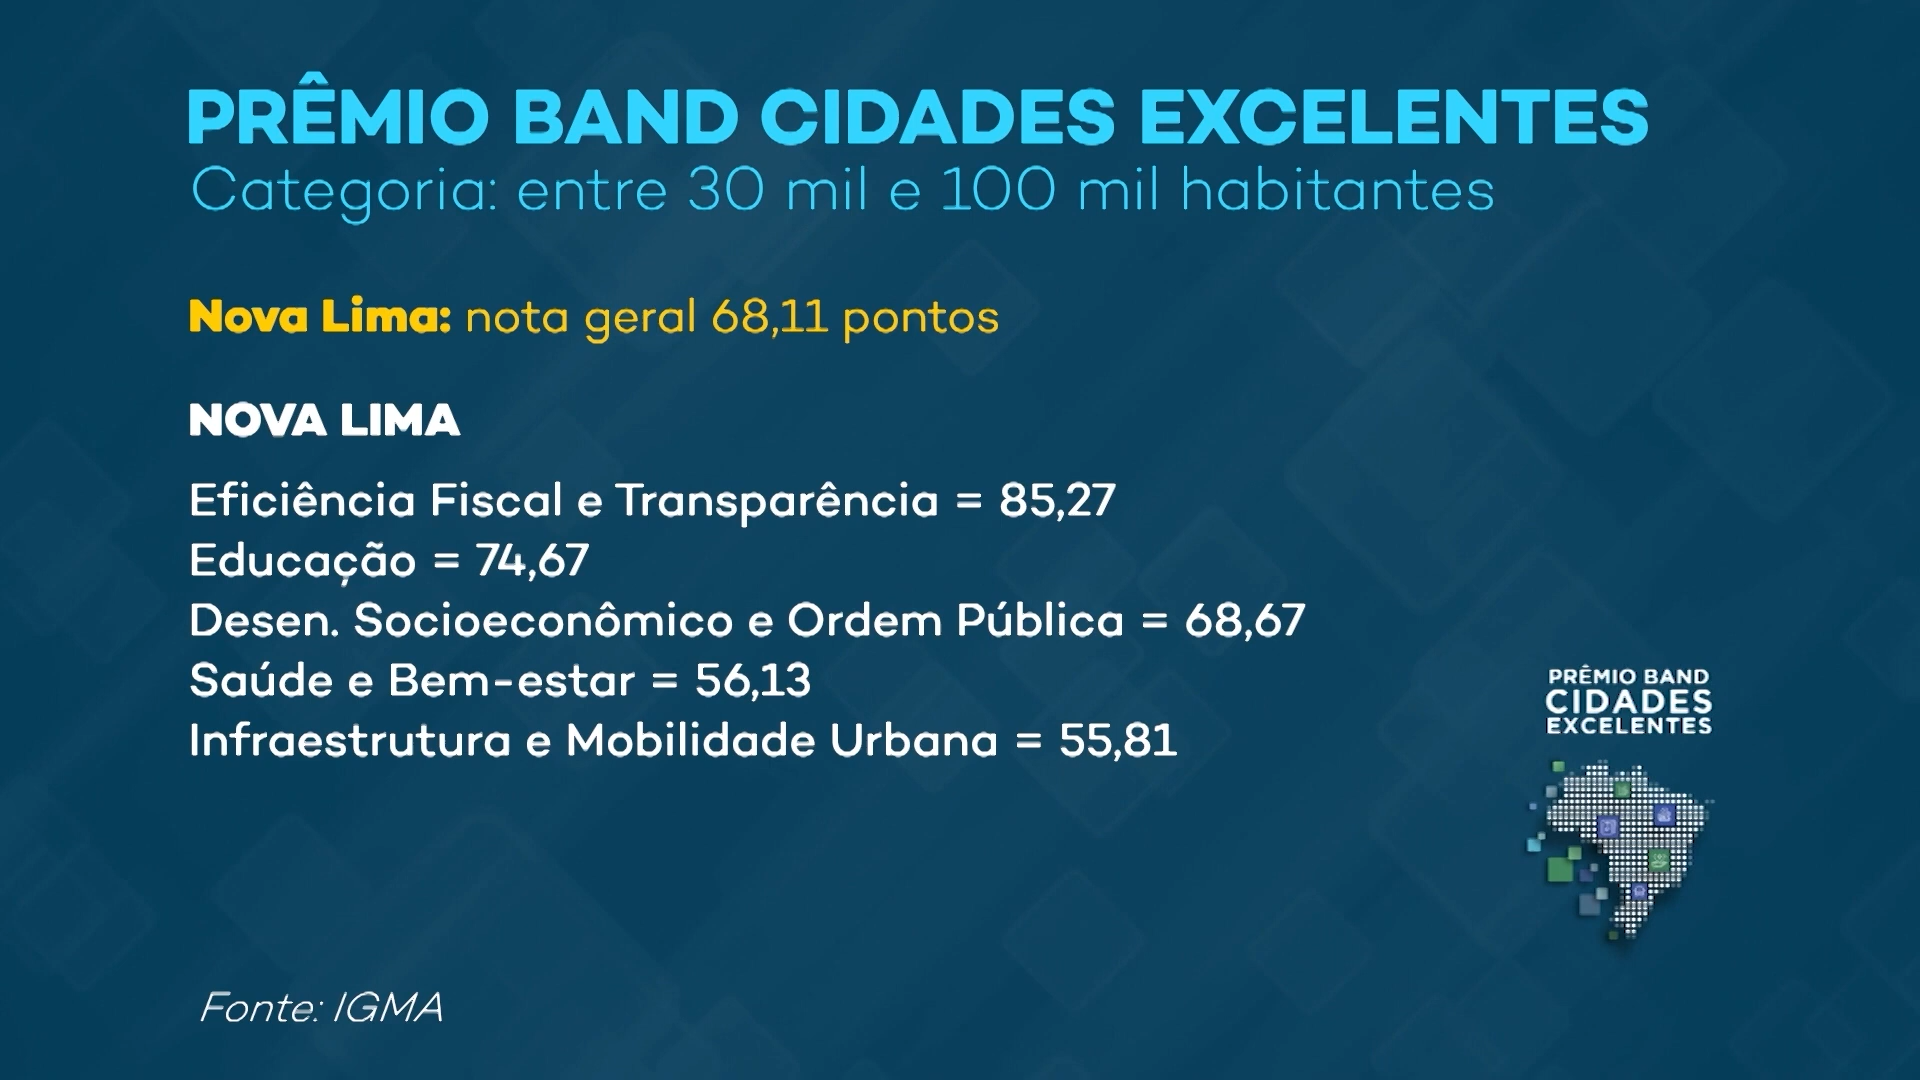 PRÊMIO BAND CIDADES EXCELENTES
Categoria: entre 30 mil e 100 mil habitantes
Nova Lima: nota geral 68,11 pontos
NOVA LIMA
Eficiência Fiscal e Transparência = 85,27
Educação = 74,67
Desen. Socioeconômico e Ordem Pública = 68,67
Saúde e Bem-estar = 56,13
Infraestrutura e Mobilidade Urbana = 55,81
PRÊMIO BAND
CIDADES
EXCELENTES
Fonte: IGMA